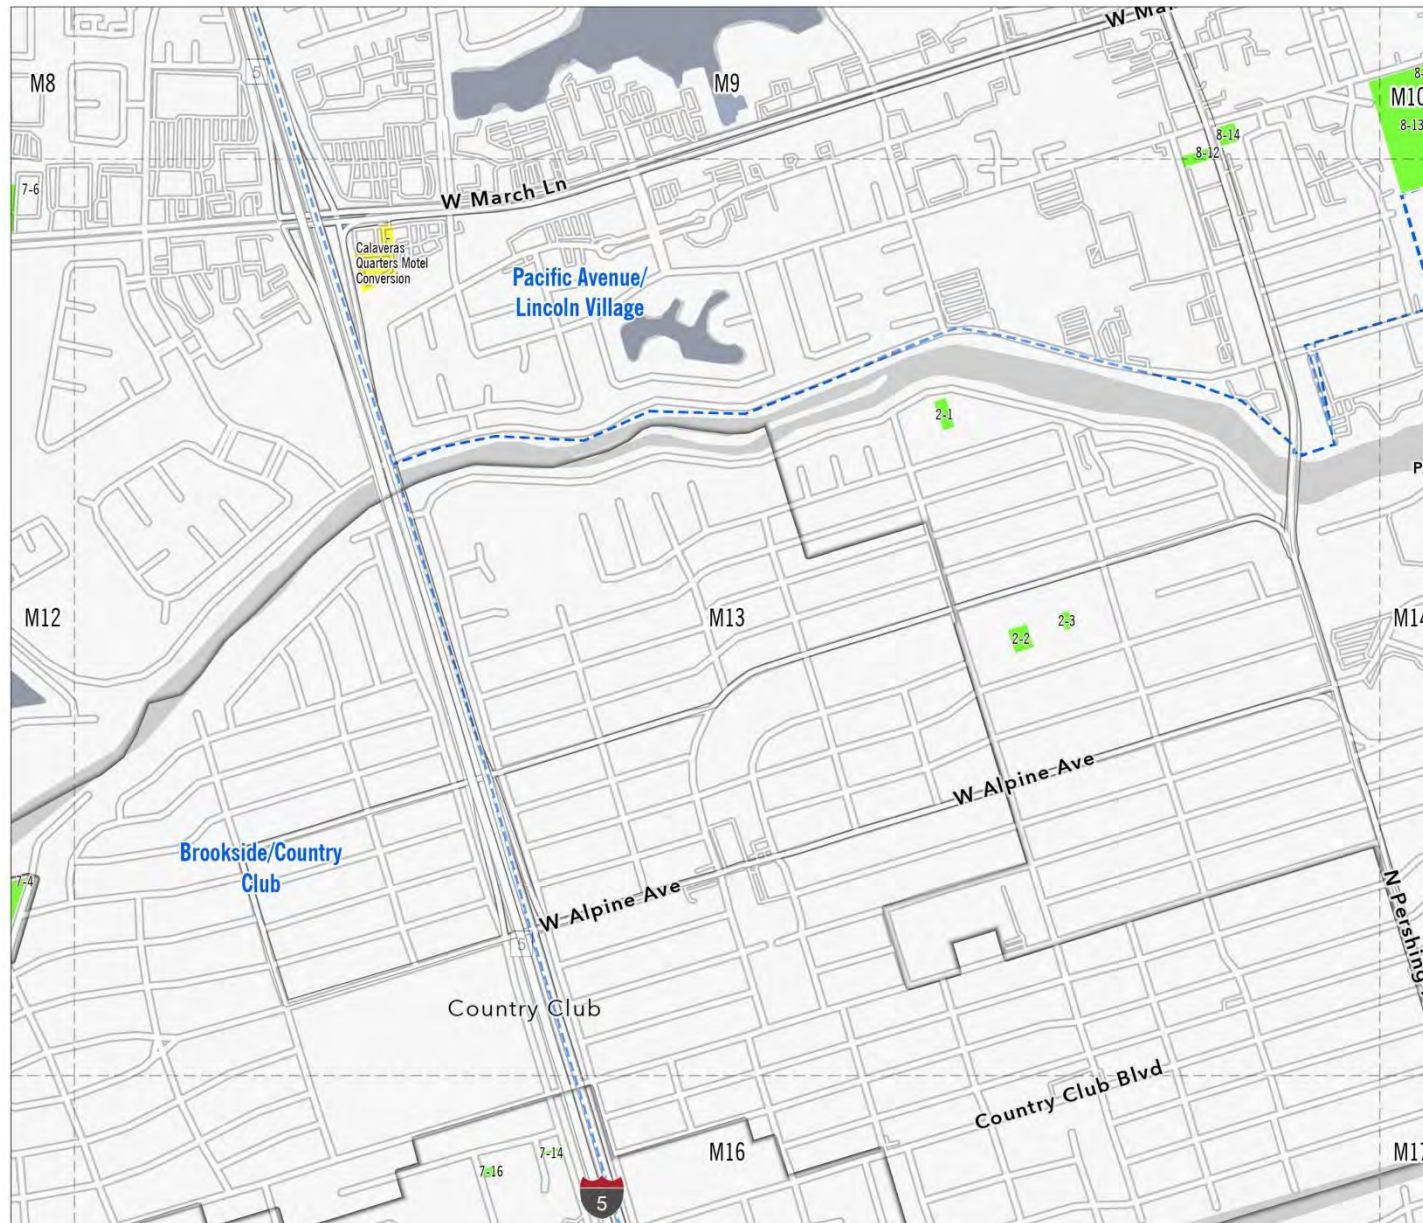 W Mar
5
M8
M9
8-
M10
8-13
8-14
8-12
7-6
W March Ln
Calaveras
Quarters Motel
Conversion
Pacific Avenue/
Lincoln Village
2-1
P
M12
M13
M14
2-3
2-2
W Alpine Ave
Brookside/Country
Club
7-4
W Alpine Ave
N Pershing
5
Country Club
Country Club Blvd
M16
M17
7-14
7-16
5